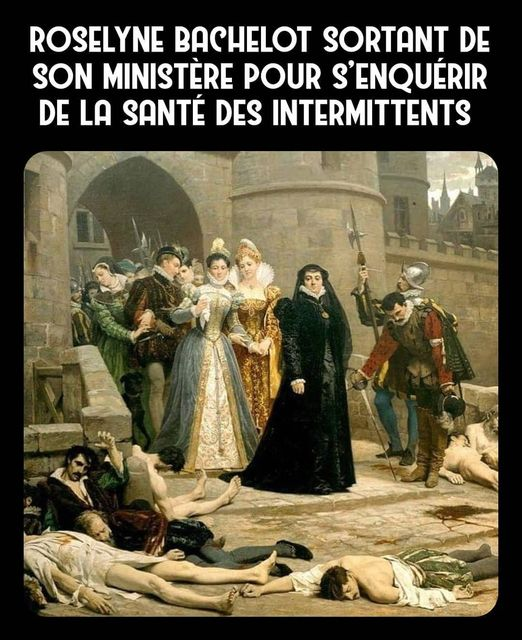 ROSELYNE BACHELOT SORTANT DE
SON MINISTÈRE POUR S'ENQUÉRIR
DE LA SANTÉ DES INTERMITTENTS